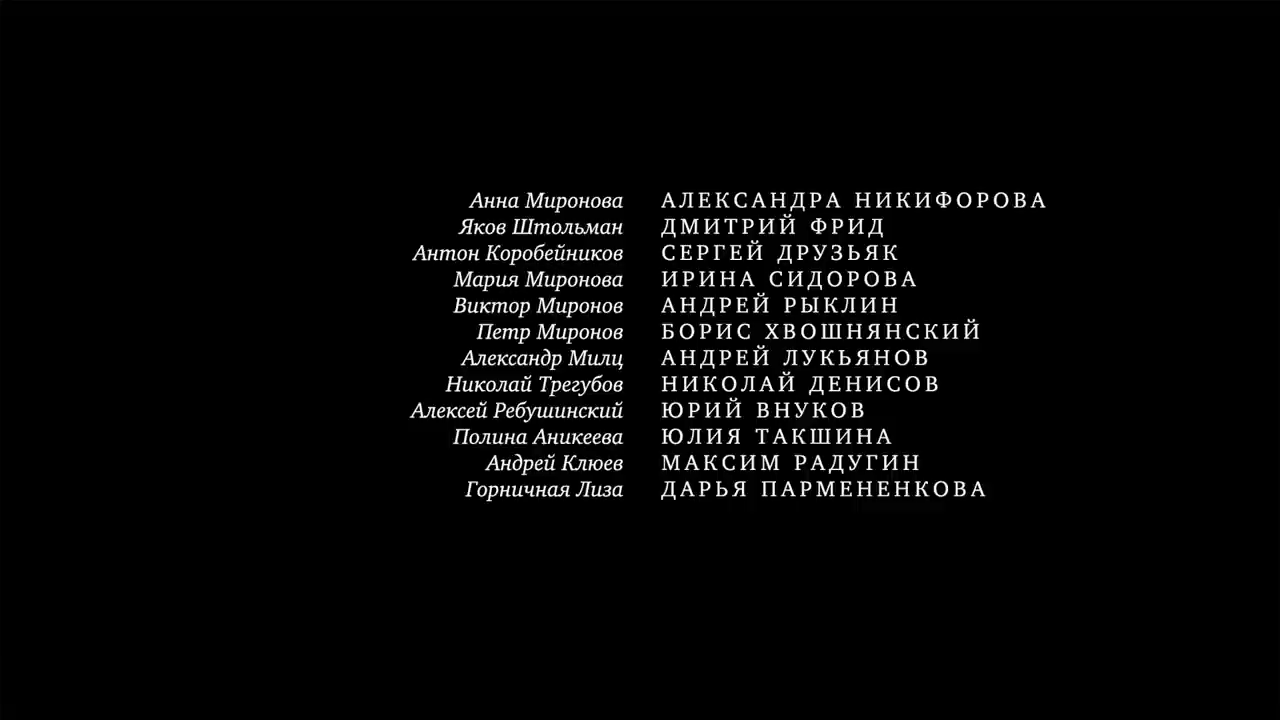 Анна Миронова АЛЕКСАНДРА НИКИФОРОВА
Яков Штольман ДМИТРИЙ ФРИД
Антон Коробейников СЕРГЕЙ ДРУЗЬЯК
Мария Миронова ИРИНА СИДОРОВА
Виктор Миронов АНДРЕЙ РЫКЛИН
Петр Миронов БОРИС ХВОШНЯНСКИЙ
Александр Милц АНДРЕЙ ЛУКЬЯНОВ
Николай Трегубов НИКОЛАЙ ДЕНИСОВ
Алексей Ребушинский ЮРИЙ ВНУКОВ
Полина Аникеева ЮЛИЯ ТАКШИНА
Андрей Клюев МАКСИМ РАДУГИН
Горничная Лиза ДАРЬЯ ПАРМЕНЕНКОВА